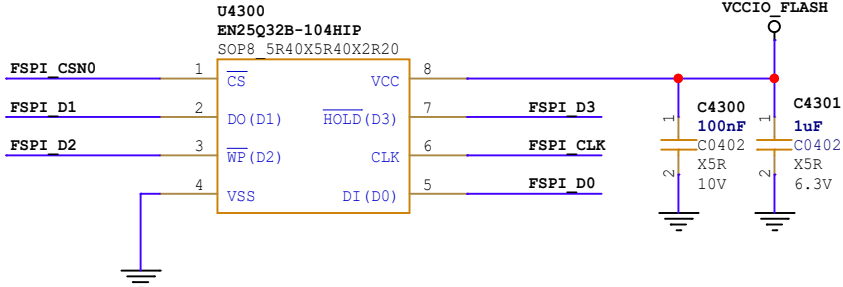 U4300
EN25Q32B-104HIP
SOP8_5R40X5R40X2R20
VCCIO_FLASH
FSPI_CSN0 1 CS VCC 8
FSPI_D1 2 DO(D1) HOLD(D3) 7 FSPI_D3
FSPI_D2 3 WP(D2) CLK 6 FSPI_CLK
4 VSS DI(D0) 5 FSPI_D0
1 C4300
100nF
C0402
X5R
2 10V
1 C4301
1uF
C0402
X5R
2 6.3V